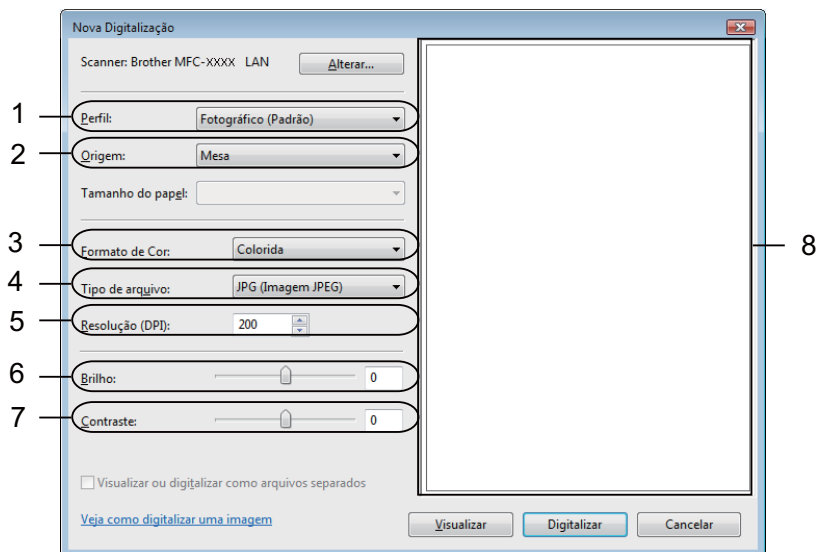 Nova Digitalização
Scanner: Brother MFC-XXXX LAN Alterar...
1 Perfil: Fotográfico (Padrão)
2 Origem: Mesa
Tamanho do papel:
3 Formato de Cor: Colorida
8
4 Tipo de arquivo: JPG (Imagem JPEG)
5 Resolução (DPI): 200
6 Brilho: 0
7 Contraste: 0
Visualizar ou digitalizar como arquivos separados
Veja como digitalizar uma imagem
Visualizar Digitalizar Cancelar